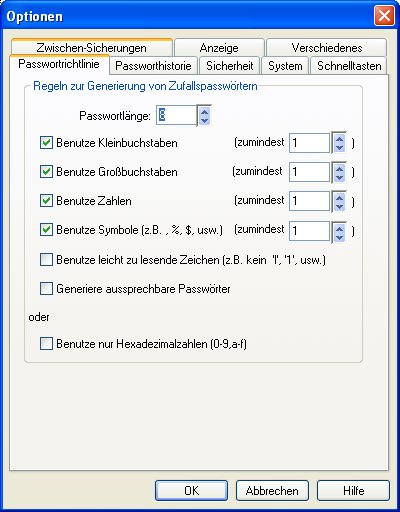 Optionen
Zwischen-Sicherungen Anzeige Verschiedenes
Passwortrichtlinie Passworthistorie Sicherheit System Schnelltasten
Regeln zur Generierung von Zufallspasswörtern
Passwortlänge:
Benutze Kleinbuchstaben (zumindest 1 )
Benutze Großbuchstaben (zumindest 1 )
Benutze Zahlen (zumindest 1 )
Benutze Symbole (z.B. , %, $, usw.) (zumindest 1 )
Benutze leicht zu lesende Zeichen (z.B. kein 'l', '1', usw.)
Generiere aussprechbare Passwörter
oder
Benutze nur Hexadezimalzahlen (0-9,a-f)
OK Abbrechen Hilfe